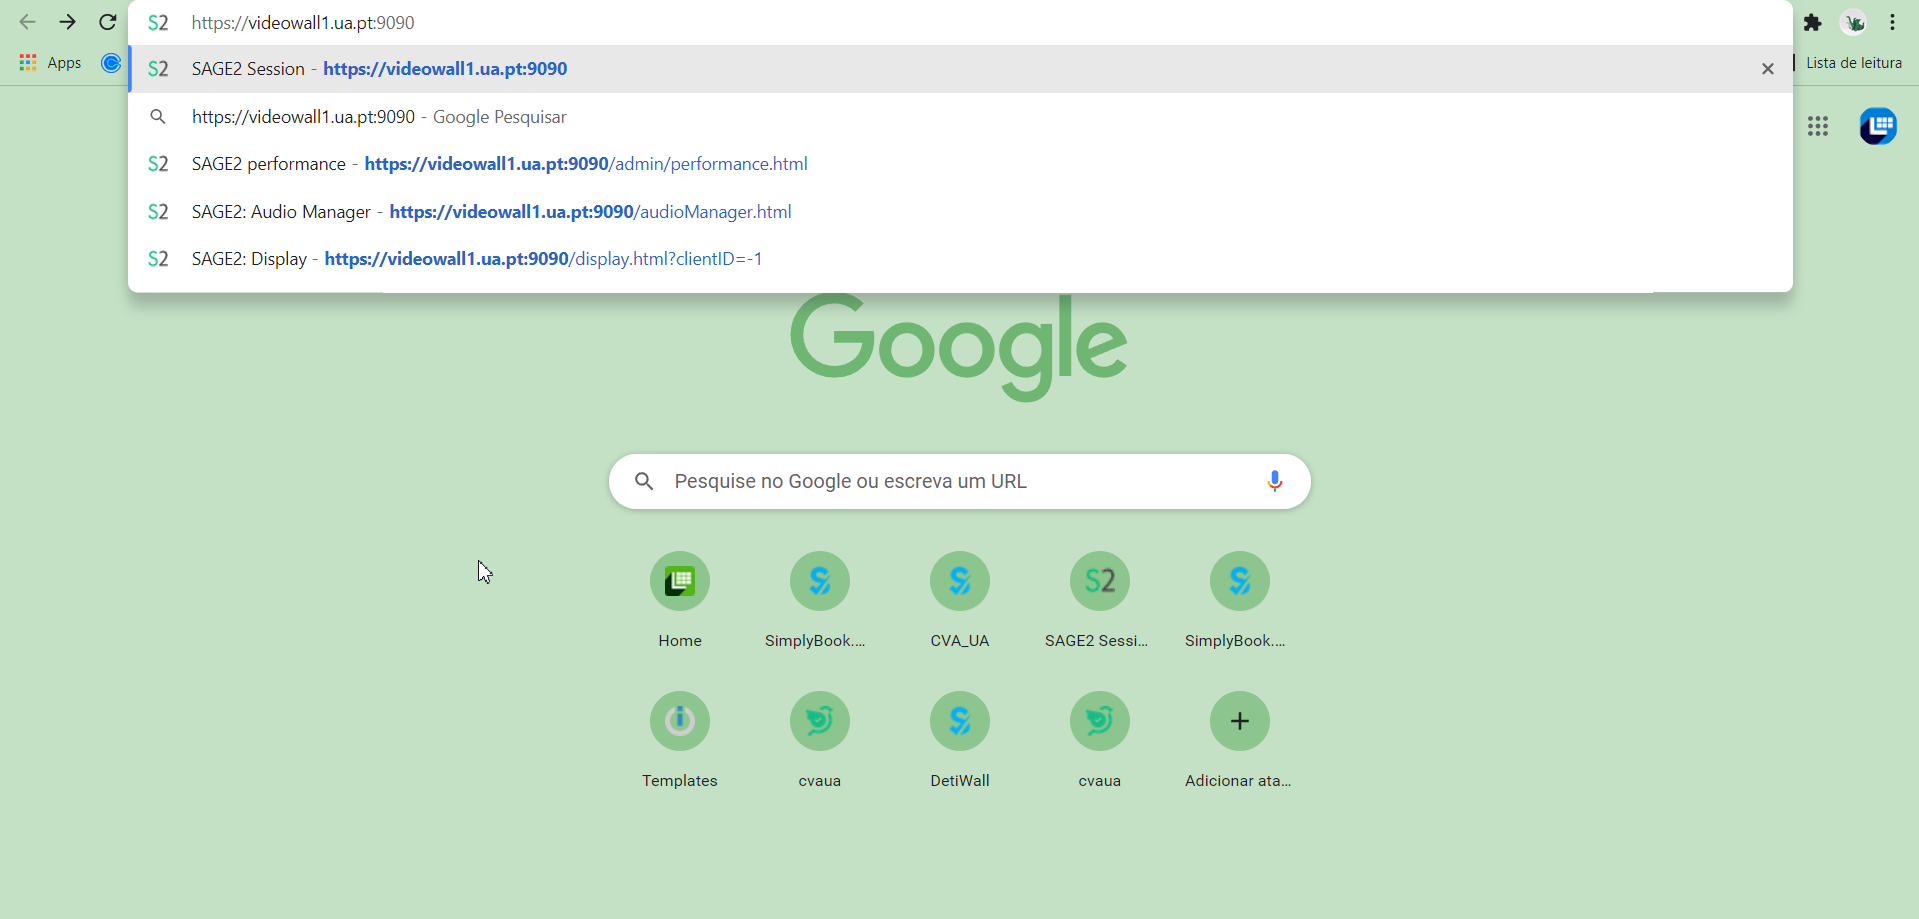 S2 https://videowall1.ua.pt:9090
Apps
S2 SAGE2 Session - https://videowall1.ua.pt:9090
Lista de leitura
https://videowall1.ua.pt:9090 - Google Pesquisar
S2 SAGE2 performance - https://videowall1.ua.pt:9090/admin/performance.html
S2 SAGE2: Audio Manager - https://videowall1.ua.pt:9090/audioManager.html
S2 SAGE2: Display - https://videowall1.ua.pt:9090/display.html?clientID=-1
Google
Pesquise no Google ou escreva um URL
S2
Home SimplyBook.... CVA_UA SAGE2 Sessi... SimplyBook....
Templates cvaua DetiWall cvaua Adicionar ata...